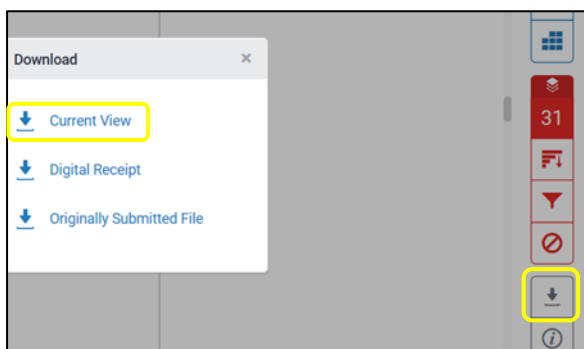 Download
×
Current View
Digital Receipt
Originally Submitted File
31